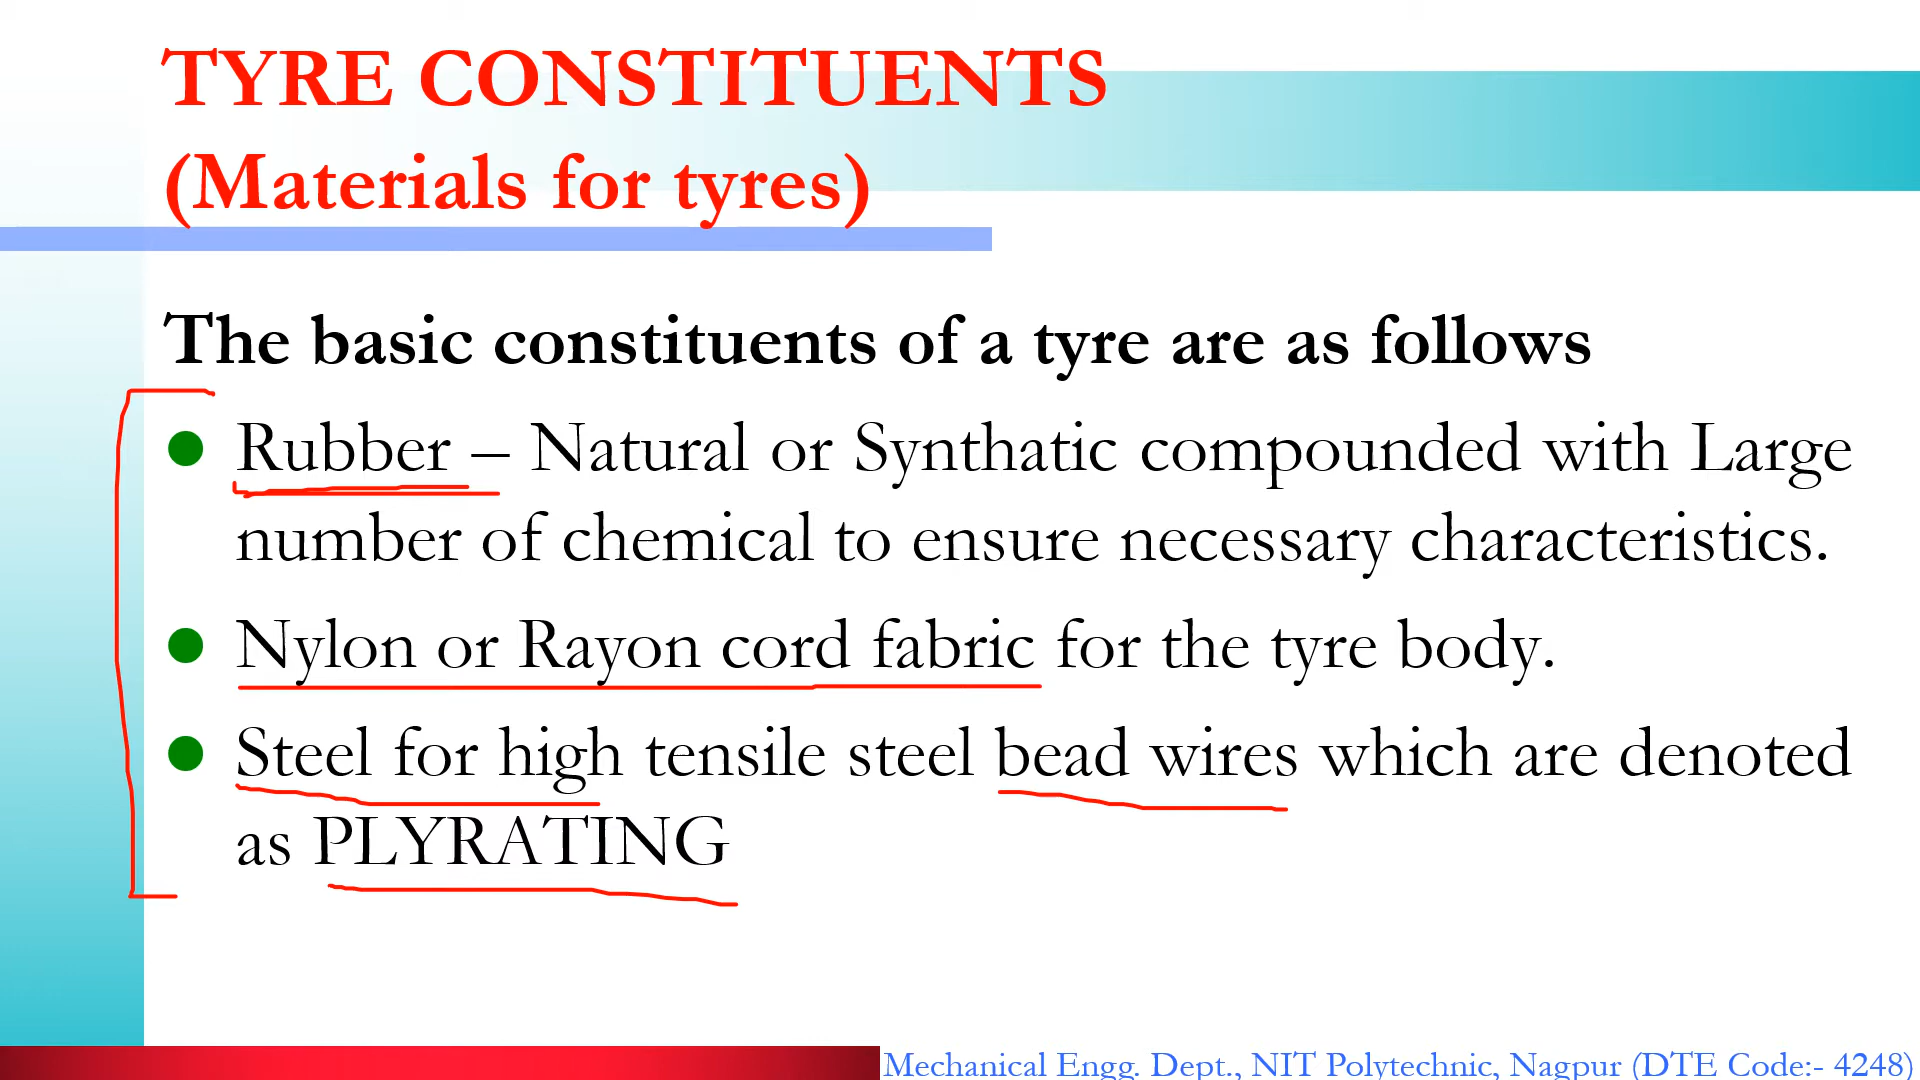 TYRE CONSTITUENTS
(Materials for tyres)
The basic constituents of a tyre are as follows
Rubber – Natural or Synthatic compounded with Large
number of chemical to ensure necessary characteristics.
Nylon or Rayon cord fabric for the tyre body.
Steel for high tensile steel bead wires which are denoted
as PLYRATING
Mechanical Engg. Dept., NIT Polytechnic, Nagpur (DTE Code:- 4248)